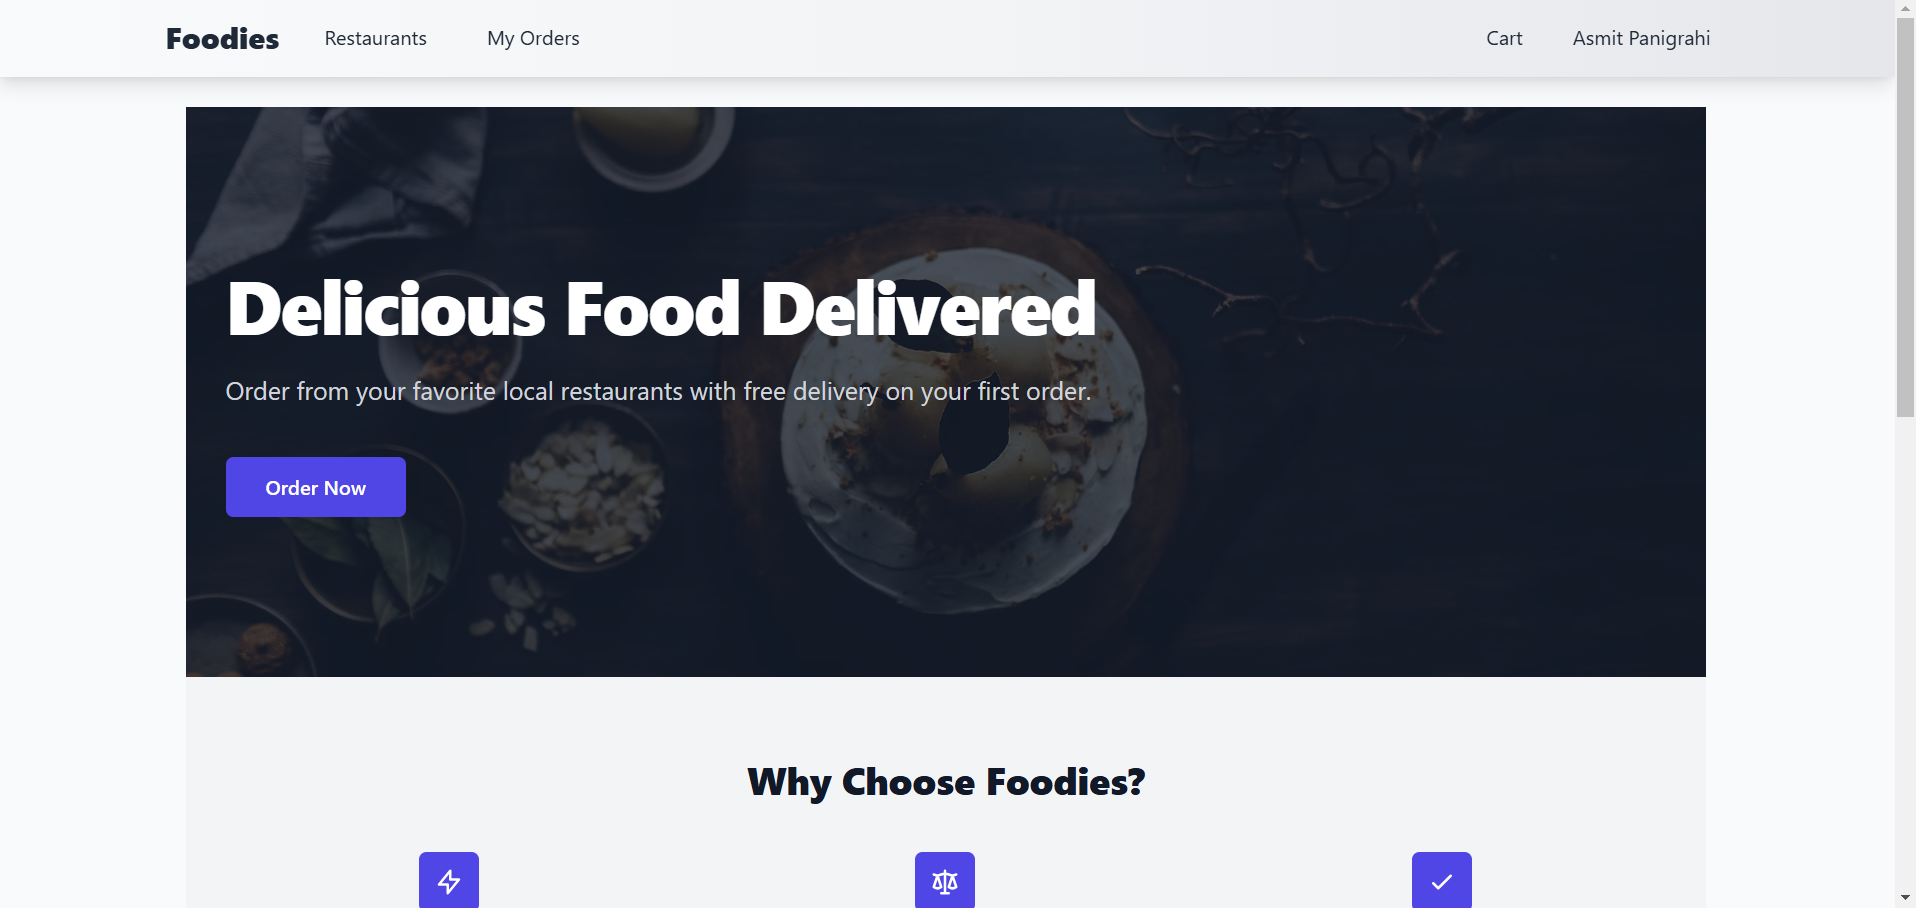 Foodies Restaurants My Orders Cart Asmit Panigrahi
Delicious Food Delivered
Order from your favorite local restaurants with free delivery on your first order.
Order Now
Why Choose Foodies?